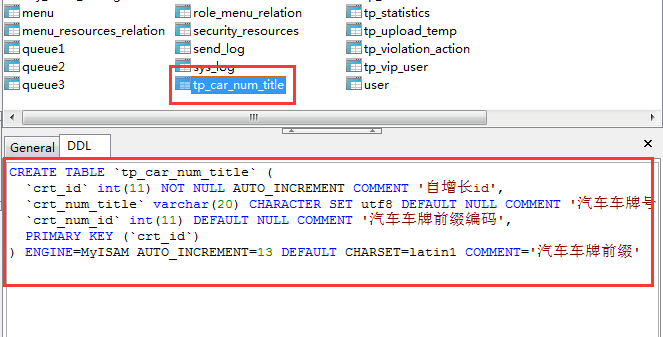 menu role_menu_relation tp_statistics
menu_resources_relation security_resources tp_upload_temp
queue1 send_log tp_violation_action
queue2 sys_log tp_vip_user
queue3 tp_car_num_title user
General DDL
CREATE TABLE `tp_car_num_title` (
`crt_id` int(11) NOT NULL AUTO_INCREMENT COMMENT '自增长id',
`crt_num_title` varchar(20) CHARACTER SET utf8 DEFAULT NULL COMMENT '汽车车牌号
`crt_num_id` int(11) DEFAULT NULL COMMENT '汽车车牌前缀编码',
PRIMARY KEY (`crt_id`)
) ENGINE=MyISAM AUTO_INCREMENT=13 DEFAULT CHARSET=latin1 COMMENT='汽车车牌前缀'